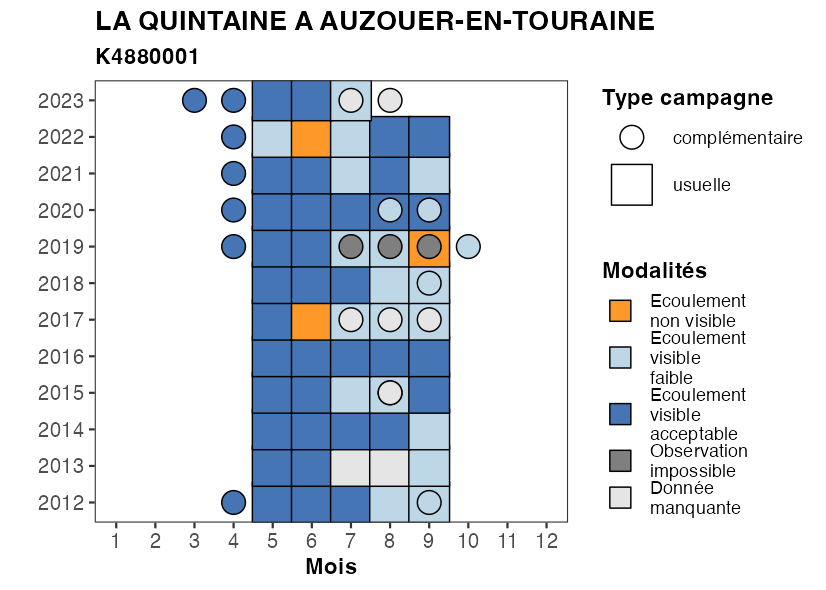 LA QUINTAINE A AUZOUER-EN-TOURAINE
K4880001
2023
2022
2021
2020
2019
2018
2017
2016
2015
2014
2013
2012
1 2 3 4 5 6 7 8 9 10 11 12
Mois
Type campagne
complémentaire
usuelle
Modalités
Ecoulement
non visible
Ecoulement
visible
faible
Ecoulement
visible
acceptable
Observation
impossible
Donnée
manquante